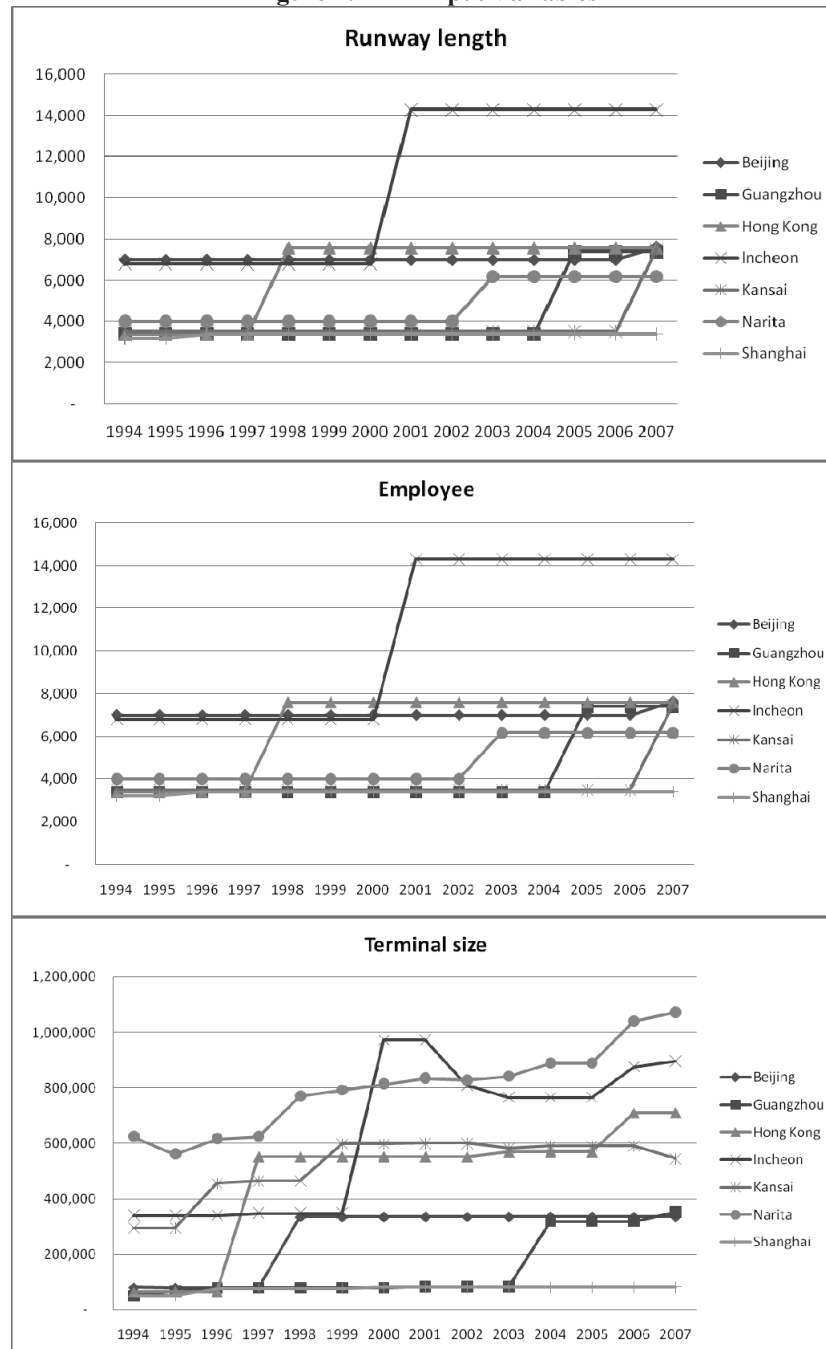 Runway length
16,000
14,000
12,000
10,000
8,000
6,000
4,000
2,000
-
1994 1995 1996 1997 1998 1999 2000 2001 2002 2003 2004 2005 2006 2007
Beijing
Guangzhou
Hong Kong
Incheon
Kansai
Narita
Shanghai
Employee
16,000
14,000
12,000
10,000
8,000
6,000
4,000
2,000
-
1994 1995 1996 1997 1998 1999 2000 2001 2002 2003 2004 2005 2006 2007
Beijing
Guangzhou
Hong Kong
Incheon
Kansai
Narita
Shanghai
Terminal size
1,200,000
1,000,000
800,000
600,000
400,000
200,000
-
1994 1995 1996 1997 1998 1999 2000 2001 2002 2003 2004 2005 2006 2007
Beijing
Guangzhou
Hong Kong
Incheon
Kansai
Narita
Shanghai